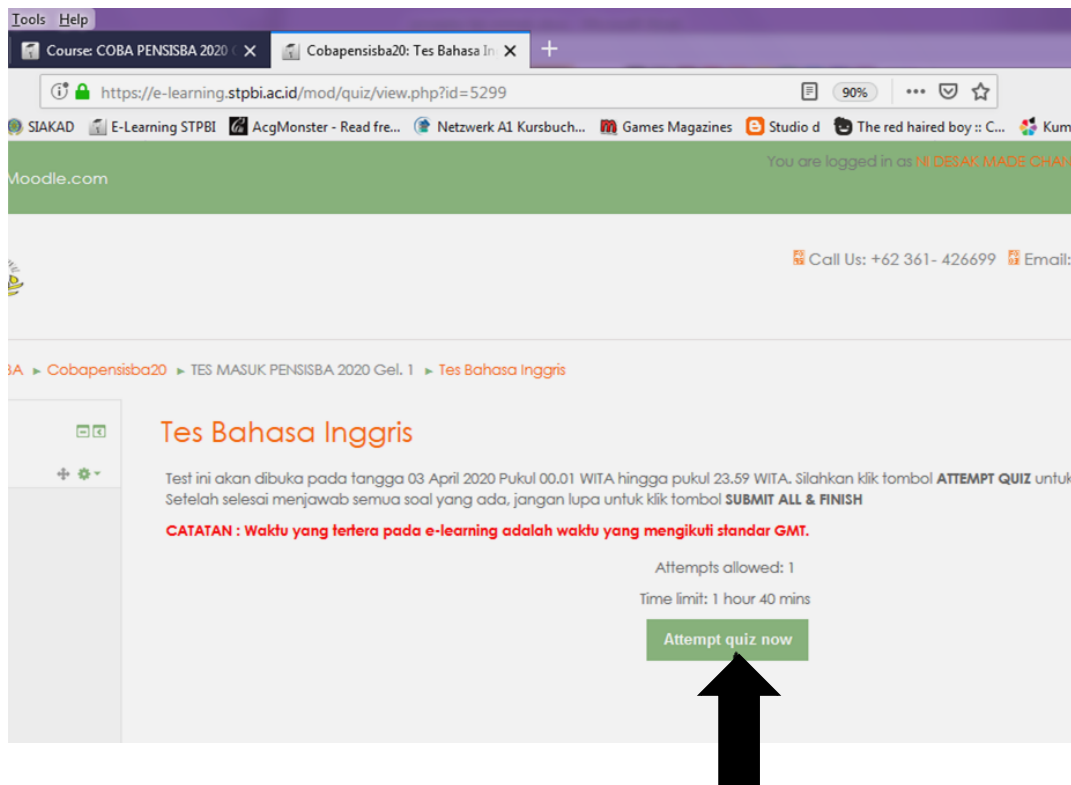 Tools Help
Course: COBA PENSISBA 2020 Cobapensisba20: Tes Bahasa In
https://e-learning.stpbi.ac.id/mod/quiz/view.php?id=5299 90%
SIAKAD E-Learning STPBI AcgMonster - Read fre... Netzwerk A1 Kursbuch... Games Magazines Studio d The red haired boy :: C... Kum
You are logged in as NI DESAK MADE CHAN
Moodle.com
Call Us: +62 361- 426699 Email:
BA ► Cobapensisba20 ► TES MASUK PENSISBA 2020 Gel. 1 ► Tes Bahasa Inggris
Tes Bahasa Inggris
Test ini akan dibuka pada tangga 03 April 2020 Pukul 00.01 WITA hingga pukul 23.59 WITA. Silahkan klik tombol ATTEMPT QUIZ untuk
Setelah selesai menjawab semua soal yang ada, jangan lupa untuk klik tombol SUBMIT ALL & FINISH
CATATAN : Waktu yang tertera pada e-learning adalah waktu yang mengikuti standar GMT.
Attempts allowed: 1
Time limit: 1 hour 40 mins
Attempt quiz now